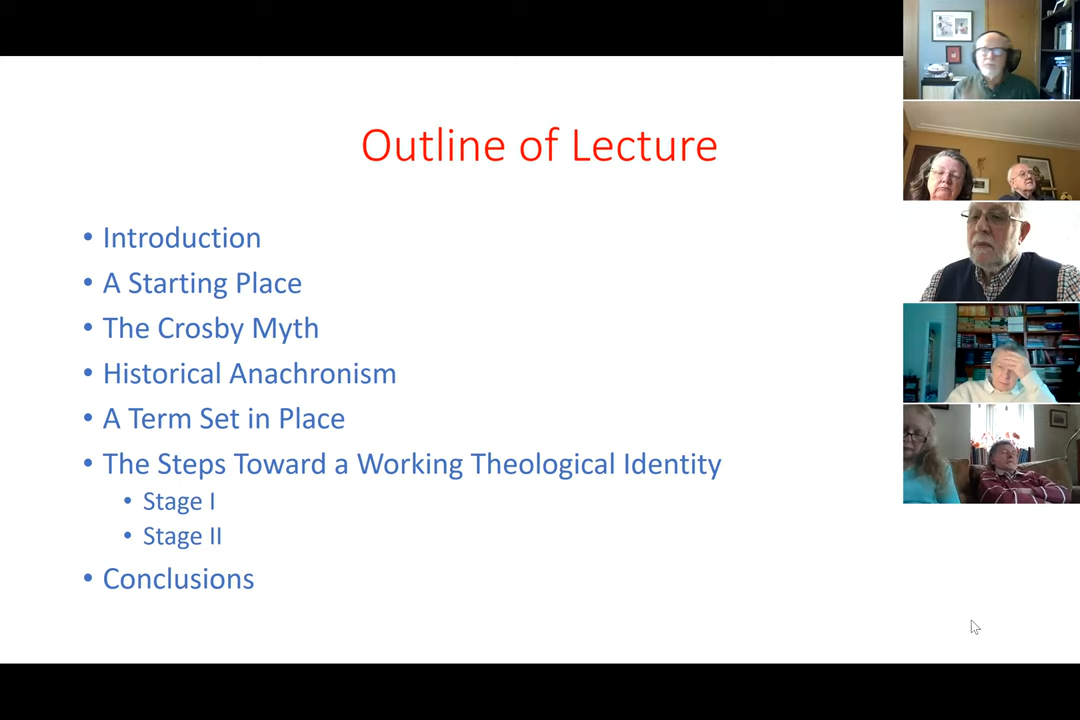 Outline of Lecture
• Introduction
• A Starting Place
• The Crosby Myth
• Historical Anachronism
• A Term Set in Place
• The Steps Toward a Working Theological Identity
• Stage I
• Stage II
• Conclusions